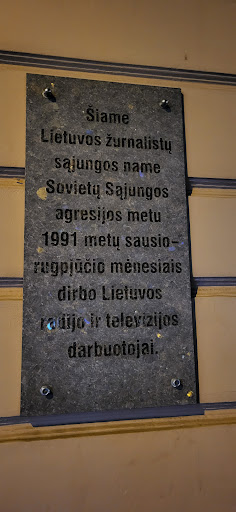 Šiame
Lietuvos žurnalistų
sąjungos name
Sovietų Sąjungos
agresijos metu
1991 metų sausio–
rugpjūčio mėnesiais
dirbo Lietuvos
radijo ir televizijos
darbuotojai.